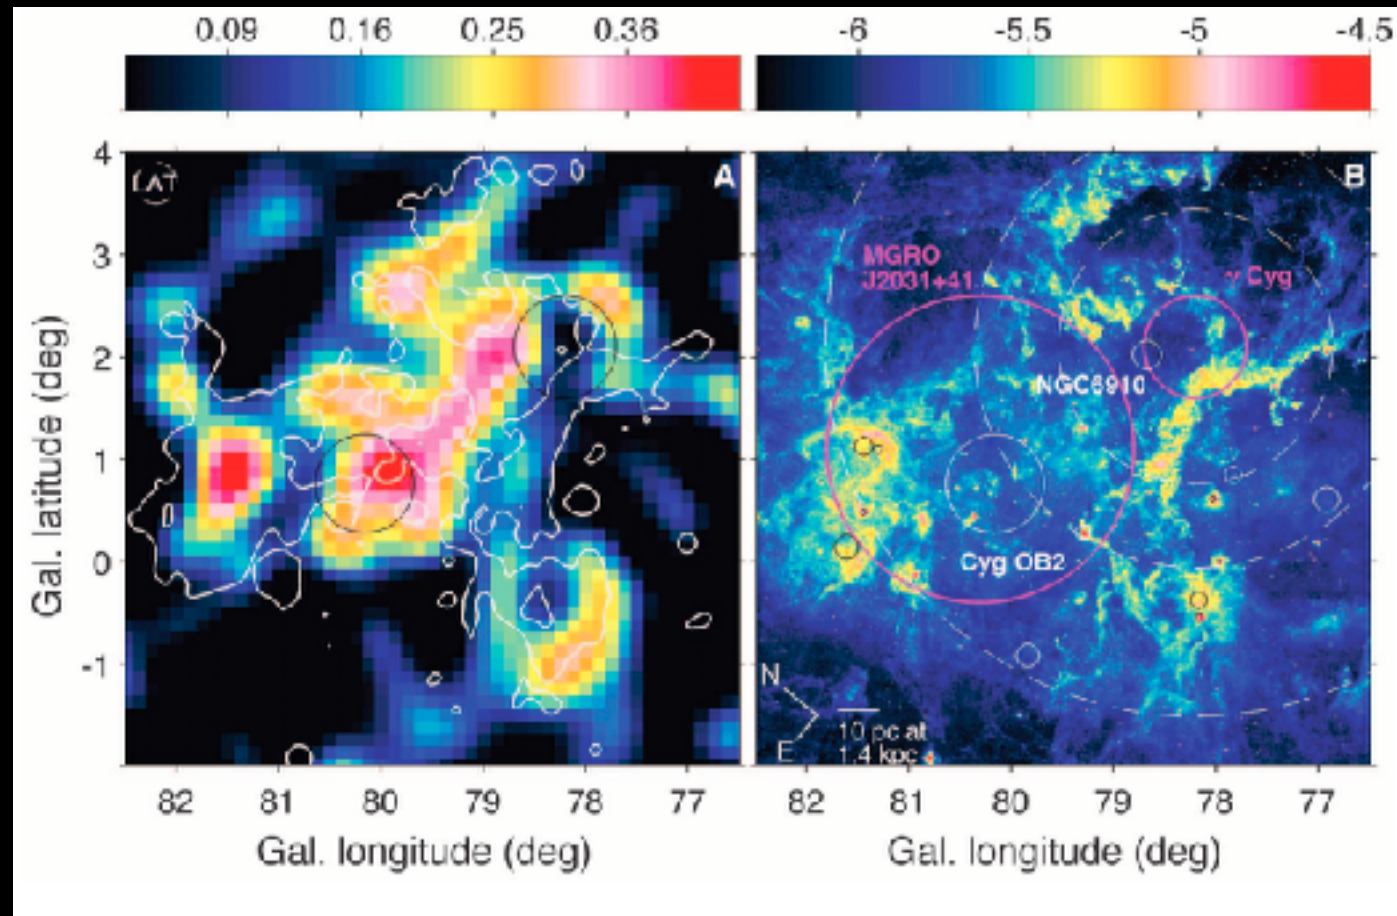 0.09 0.16 0.25 0.36
-6 -5.5 -5 -4.5
4
3
2
1
0
-1
Gal. latitude (deg)
LAT
A
82 81 80 79 78 77
Gal. longitude (deg)
B
MGRO
J2031+41
γ Cyg
NGC6910
Cyg OB2
N
E
10 pc at
1.4 kpc
82 81 80 79 78 77
Gal. longitude (deg)